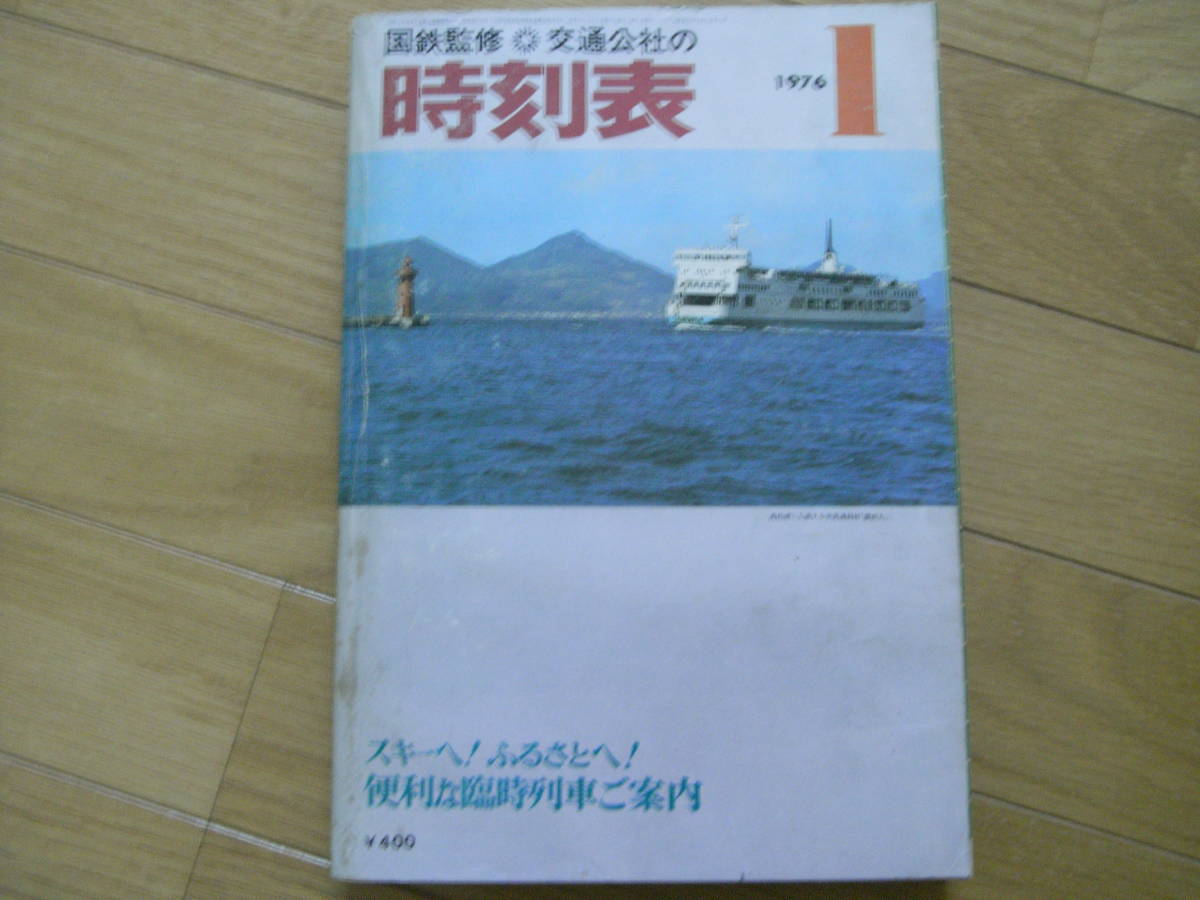 国鉄監修 交通公社の
時刻表
1976 1
スキーへ! ふるさとへ!
便利な臨時列車ご案内
¥400